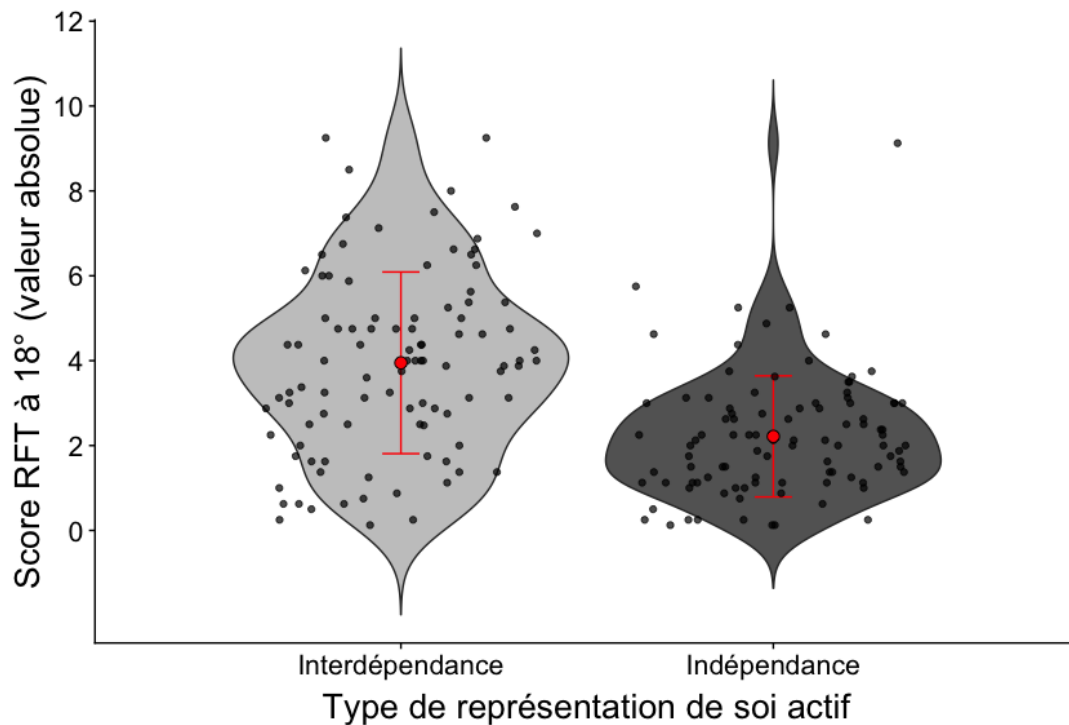 Score RFT à 18° (valeur absolue)
12
10
8
6
4
2
0
Interdépendance
Indépendance
Type de représentation de soi actif